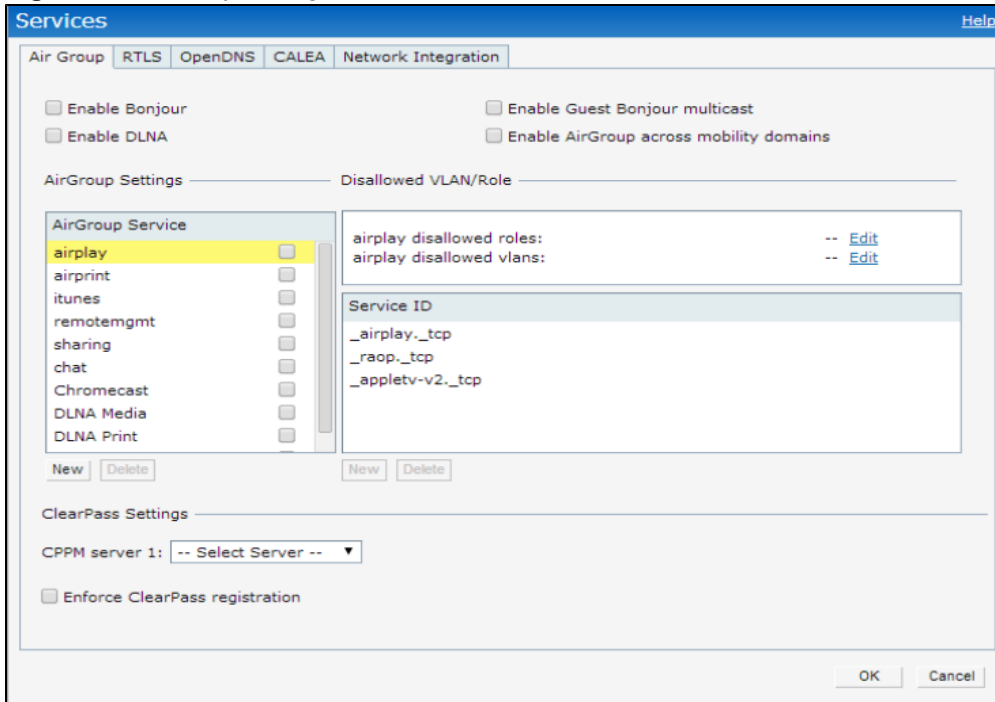 Services Help
Air Group RTLS OpenDNS CALEA Network Integration
Enable Bonjour Enable Guest Bonjour multicast
Enable DLNA Enable AirGroup across mobility domains
AirGroup Settings Disallowed VLAN/Role
AirGroup Service
airplay
airprint
itunes
remotemgmt
sharing
chat
Chromecast
DLNA Media
DLNA Print
New Delete
airplay disallowed roles: -- Edit
airplay disallowed vlans: -- Edit
Service ID
_airplay._tcp
_raop._tcp
_appletv-v2._tcp
New Delete
ClearPass Settings
CPPM server 1: -- Select Server --
Enforce ClearPass registration
OK Cancel